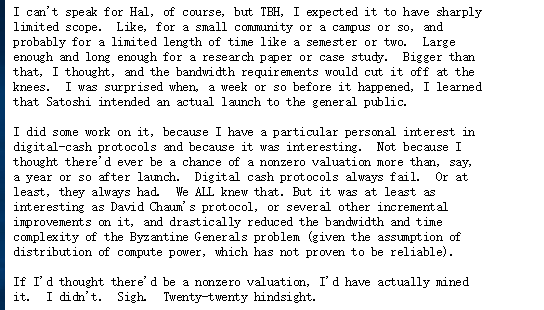 I can't speak for Hal, of course, but TBH, I expected it to have sharply
limited scope.  Like, for a small community or a campus or so, and
probably for a limited length of time like a semester or two.  Large
enough and long enough for a research paper or case study.  Bigger than
that, I thought, and the bandwidth requirements would cut it off at the
knees.  I was surprised when, a week or so before it happened, I learned
that Satoshi intended an actual launch to the general public.

I did some work on it, because I have a particular personal interest in
digital-cash protocols and because it was interesting.  Not because I
thought there'd ever be a chance of a nonzero valuation more than, say,
a year or so after launch.  Digital cash protocols always fail.  Or at
least, they always had.  We ALL knew that. But it was at least as
interesting as David Chaum's protocol, or several other incremental
improvements on it, and drastically reduced the bandwidth and time
complexity of the Byzantine Generals problem (given the assumption of
distribution of compute power, which has not proven to be reliable).

If I'd thought there'd be a nonzero valuation, I'd have actually mined
it.  I didn't.  Sigh.  Twenty-twenty hindsight.